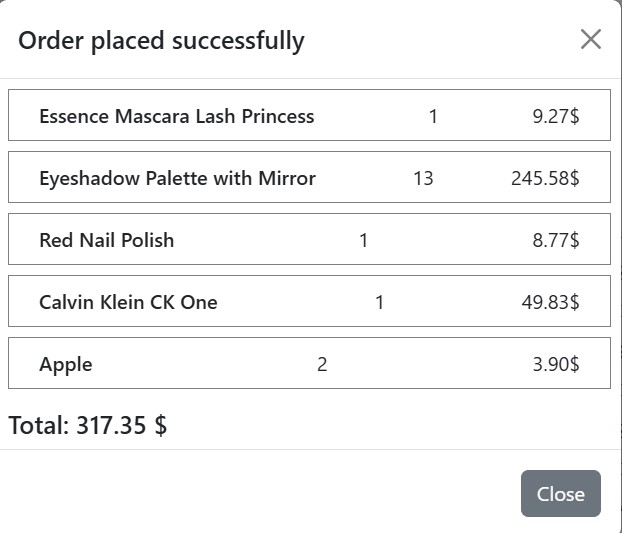 Order placed successfully
Essence Mascara Lash Princess 1 9.27$
Eyeshadow Palette with Mirror 13 245.58$
Red Nail Polish 1 8.77$
Calvin Klein CK One 1 49.83$
Apple 2 3.90$
Total: 317.35 $
Close